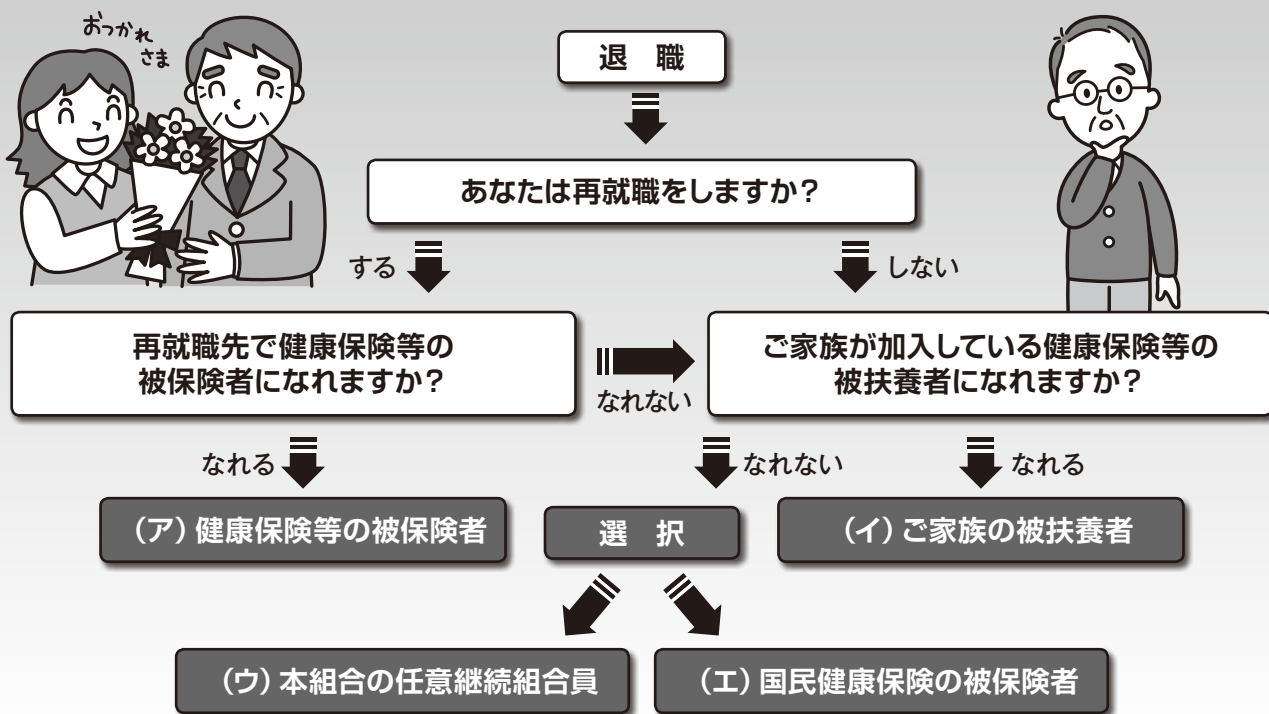 おつかれ
さま
退 職
あなたは再就職をしますか?
する
しない
再就職先で健康保険等の
被保険者になれますか?
なれない
ご家族が加入している健康保険等の
被扶養者になれますか?
なれる
なれない
なれる
(ア)健康保険等の被保険者
選 択
(イ)ご家族の被扶養者
(ウ)本組合の任意継続組合員
(エ)国民健康保険の被保険者